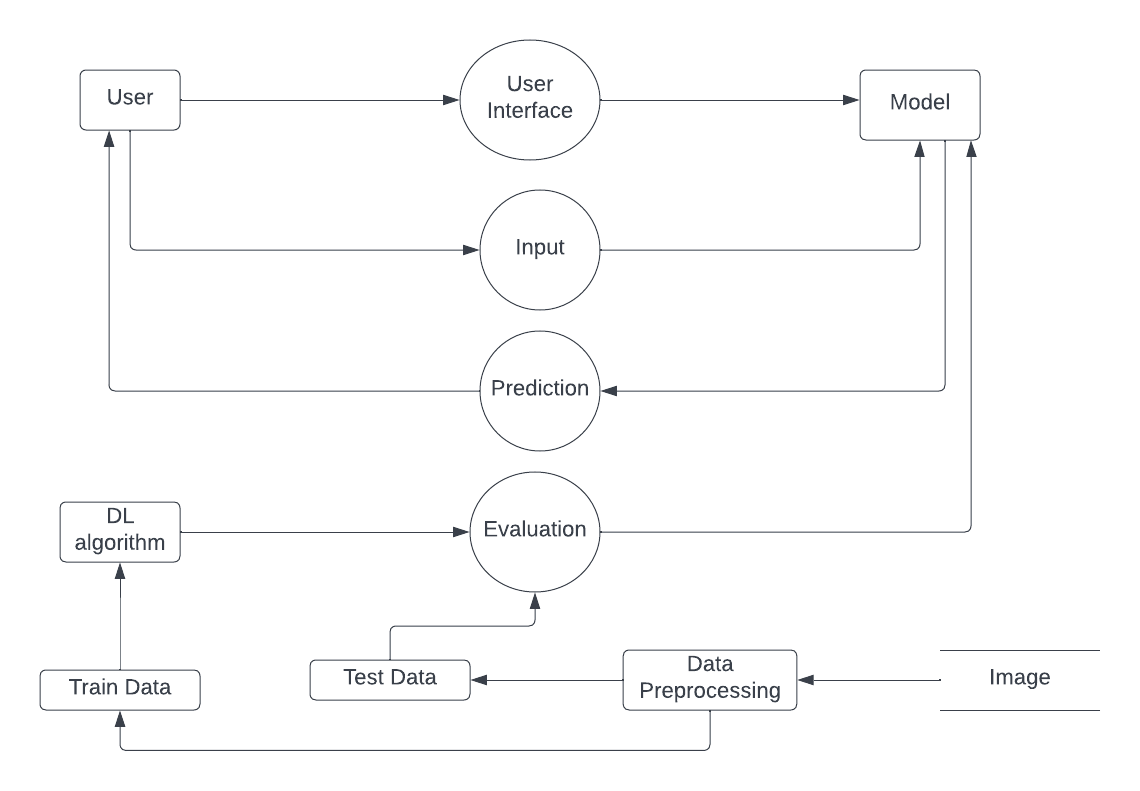 User
User
Interface
Model
Input
Prediction
DL
algorithm
Evaluation
Train Data
Test Data
Data
Preprocessing
Image